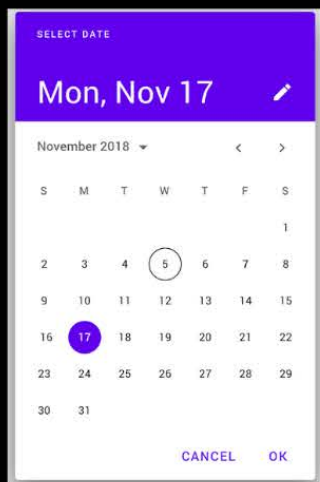 SELECT DATE
Mon, Nov 17
November 2018
S M T W T F S
1
2 3 4 5 6 7 8
9 10 11 12 13 14 15
16 17 18 19 20 21 22
23 24 25 26 27 28 29
30 31
CANCEL OK